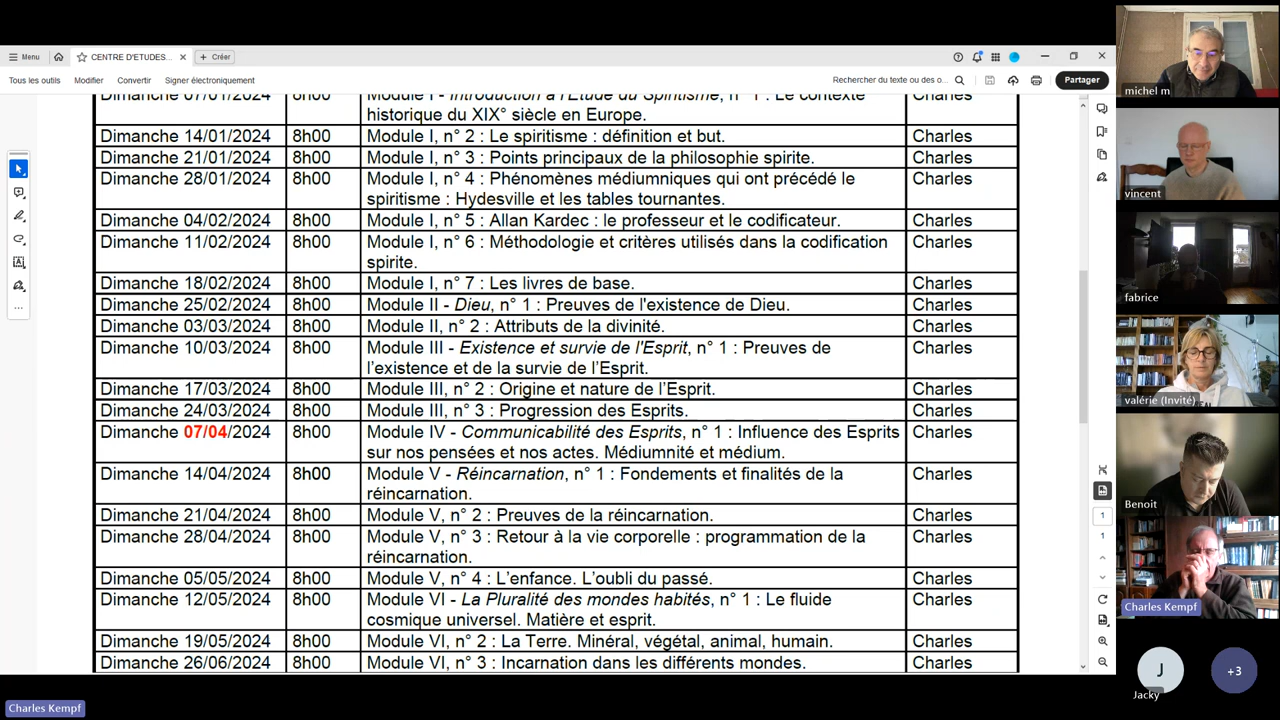 Menu
CENTRE D'ETUDES...
Créer
Tous les outils
Modifier
Convertir
Signer électroniquement
Rechercher du texte ou des o...
Partager
Dimanche 07/01/2024 8h00 Module I - Introduction à l'Etude du Spiritisme, n° 1 : Le contexte Charles
historique du XIX° siècle en Europe.
Dimanche 14/01/2024 8h00 Module I, n° 2 : Le spiritisme : définition et but. Charles
Dimanche 21/01/2024 8h00 Module I, n° 3 : Points principaux de la philosophie spirite. Charles
Dimanche 28/01/2024 8h00 Module I, n° 4 : Phénomènes médiumniques qui ont précédé le Charles
spiritisme : Hydesville et les tables tournantes.
Dimanche 04/02/2024 8h00 Module I, n° 5 : Allan Kardec : le professeur et le codificateur. Charles
Dimanche 11/02/2024 8h00 Module I, n° 6 : Méthodologie et critères utilisés dans la codification Charles
spirite.
Dimanche 18/02/2024 8h00 Module I, n° 7 : Les livres de base. Charles
Dimanche 25/02/2024 8h00 Module II - Dieu, n° 1 : Preuves de l'existence de Dieu. Charles
Dimanche 03/03/2024 8h00 Module II, n° 2 : Attributs de la divinité. Charles
Dimanche 10/03/2024 8h00 Module III - Existence et survie de l'Esprit, n° 1 : Preuves de Charles
l’existence et de la survie de l’Esprit.
Dimanche 17/03/2024 8h00 Module III, n° 2 : Origine et nature de l’Esprit. Charles
Dimanche 24/03/2024 8h00 Module III, n° 3 : Progression des Esprits. Charles
Dimanche 07/04/2024 8h00 Module IV - Communicabilité des Esprits, n° 1 : Influence des Esprits Charles
sur nos pensées et nos actes. Médiumnité et médium.
Dimanche 14/04/2024 8h00 Module V - Réincarnation, n° 1 : Fondements et finalités de la Charles
réincarnation.
Dimanche 21/04/2024 8h00 Module V, n° 2 : Preuves de la réincarnation. Charles
Dimanche 28/04/2024 8h00 Module V, n° 3 : Retour à la vie corporelle : programmation de la Charles
réincarnation.
Dimanche 05/05/2024 8h00 Module V, n° 4 : L’enfance. L’oubli du passé. Charles
Dimanche 12/05/2024 8h00 Module VI - La Pluralité des mondes habités, n° 1 : Le fluide Charles
cosmique universel. Matière et esprit.
Dimanche 19/05/2024 8h00 Module VI, n° 2 : La Terre. Minéral, végétal, animal, humain. Charles
Dimanche 26/06/2024 8h00 Module VI, n° 3 : Incarnation dans les différents mondes. Charles
1
1
michel m
vincent
fabrice
valérie (Invité)
Benoit
Charles Kempf
J
Jacky
+3
Charles Kempf